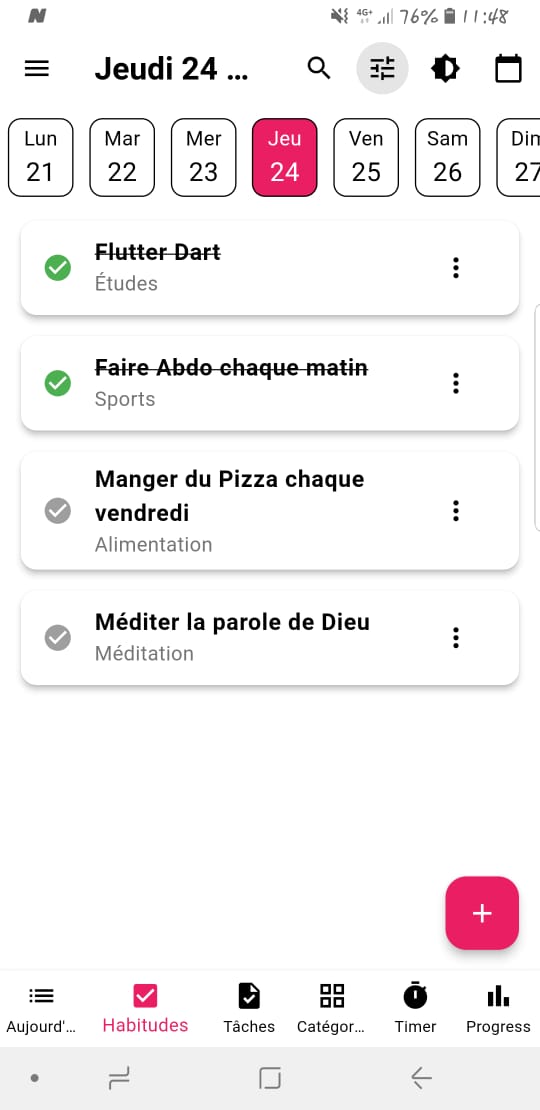 N 4G+ 76% 11:48
Jeudi 24 ...
Lun Mar Mer Jeu Ven Sam Dim
21 22 23 24 25 26 27
Flutter Dart
Études
Faire Abdo chaque matin
Sports
Manger du Pizza chaque
vendredi
Alimentation
Méditer la parole de Dieu
Méditation
+
Aujourd'... Habitudes Tâches Catégor... Timer Progress